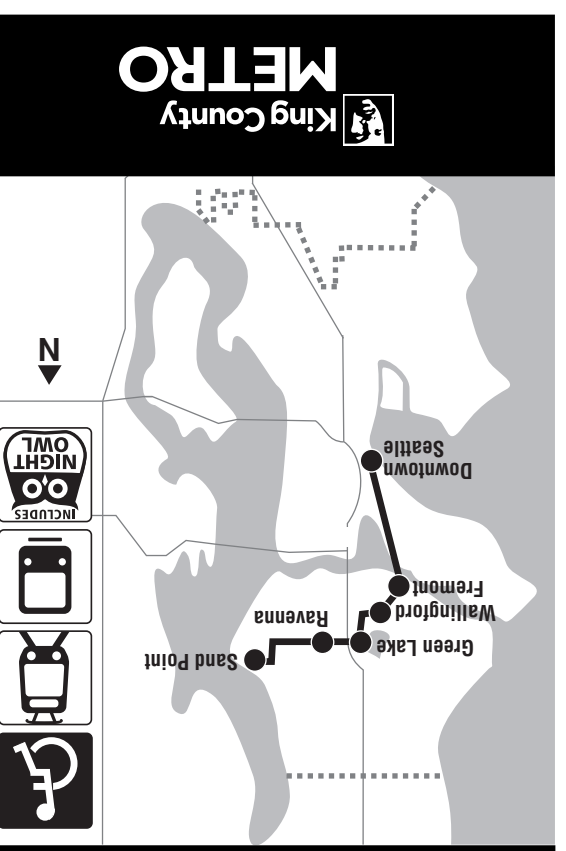 INCLUDES
NIGHT
OWL
Sand Point
Ravenna
Green Lake
Wallingford
Fremont
Downtown
Seattle
N
King County
METRO